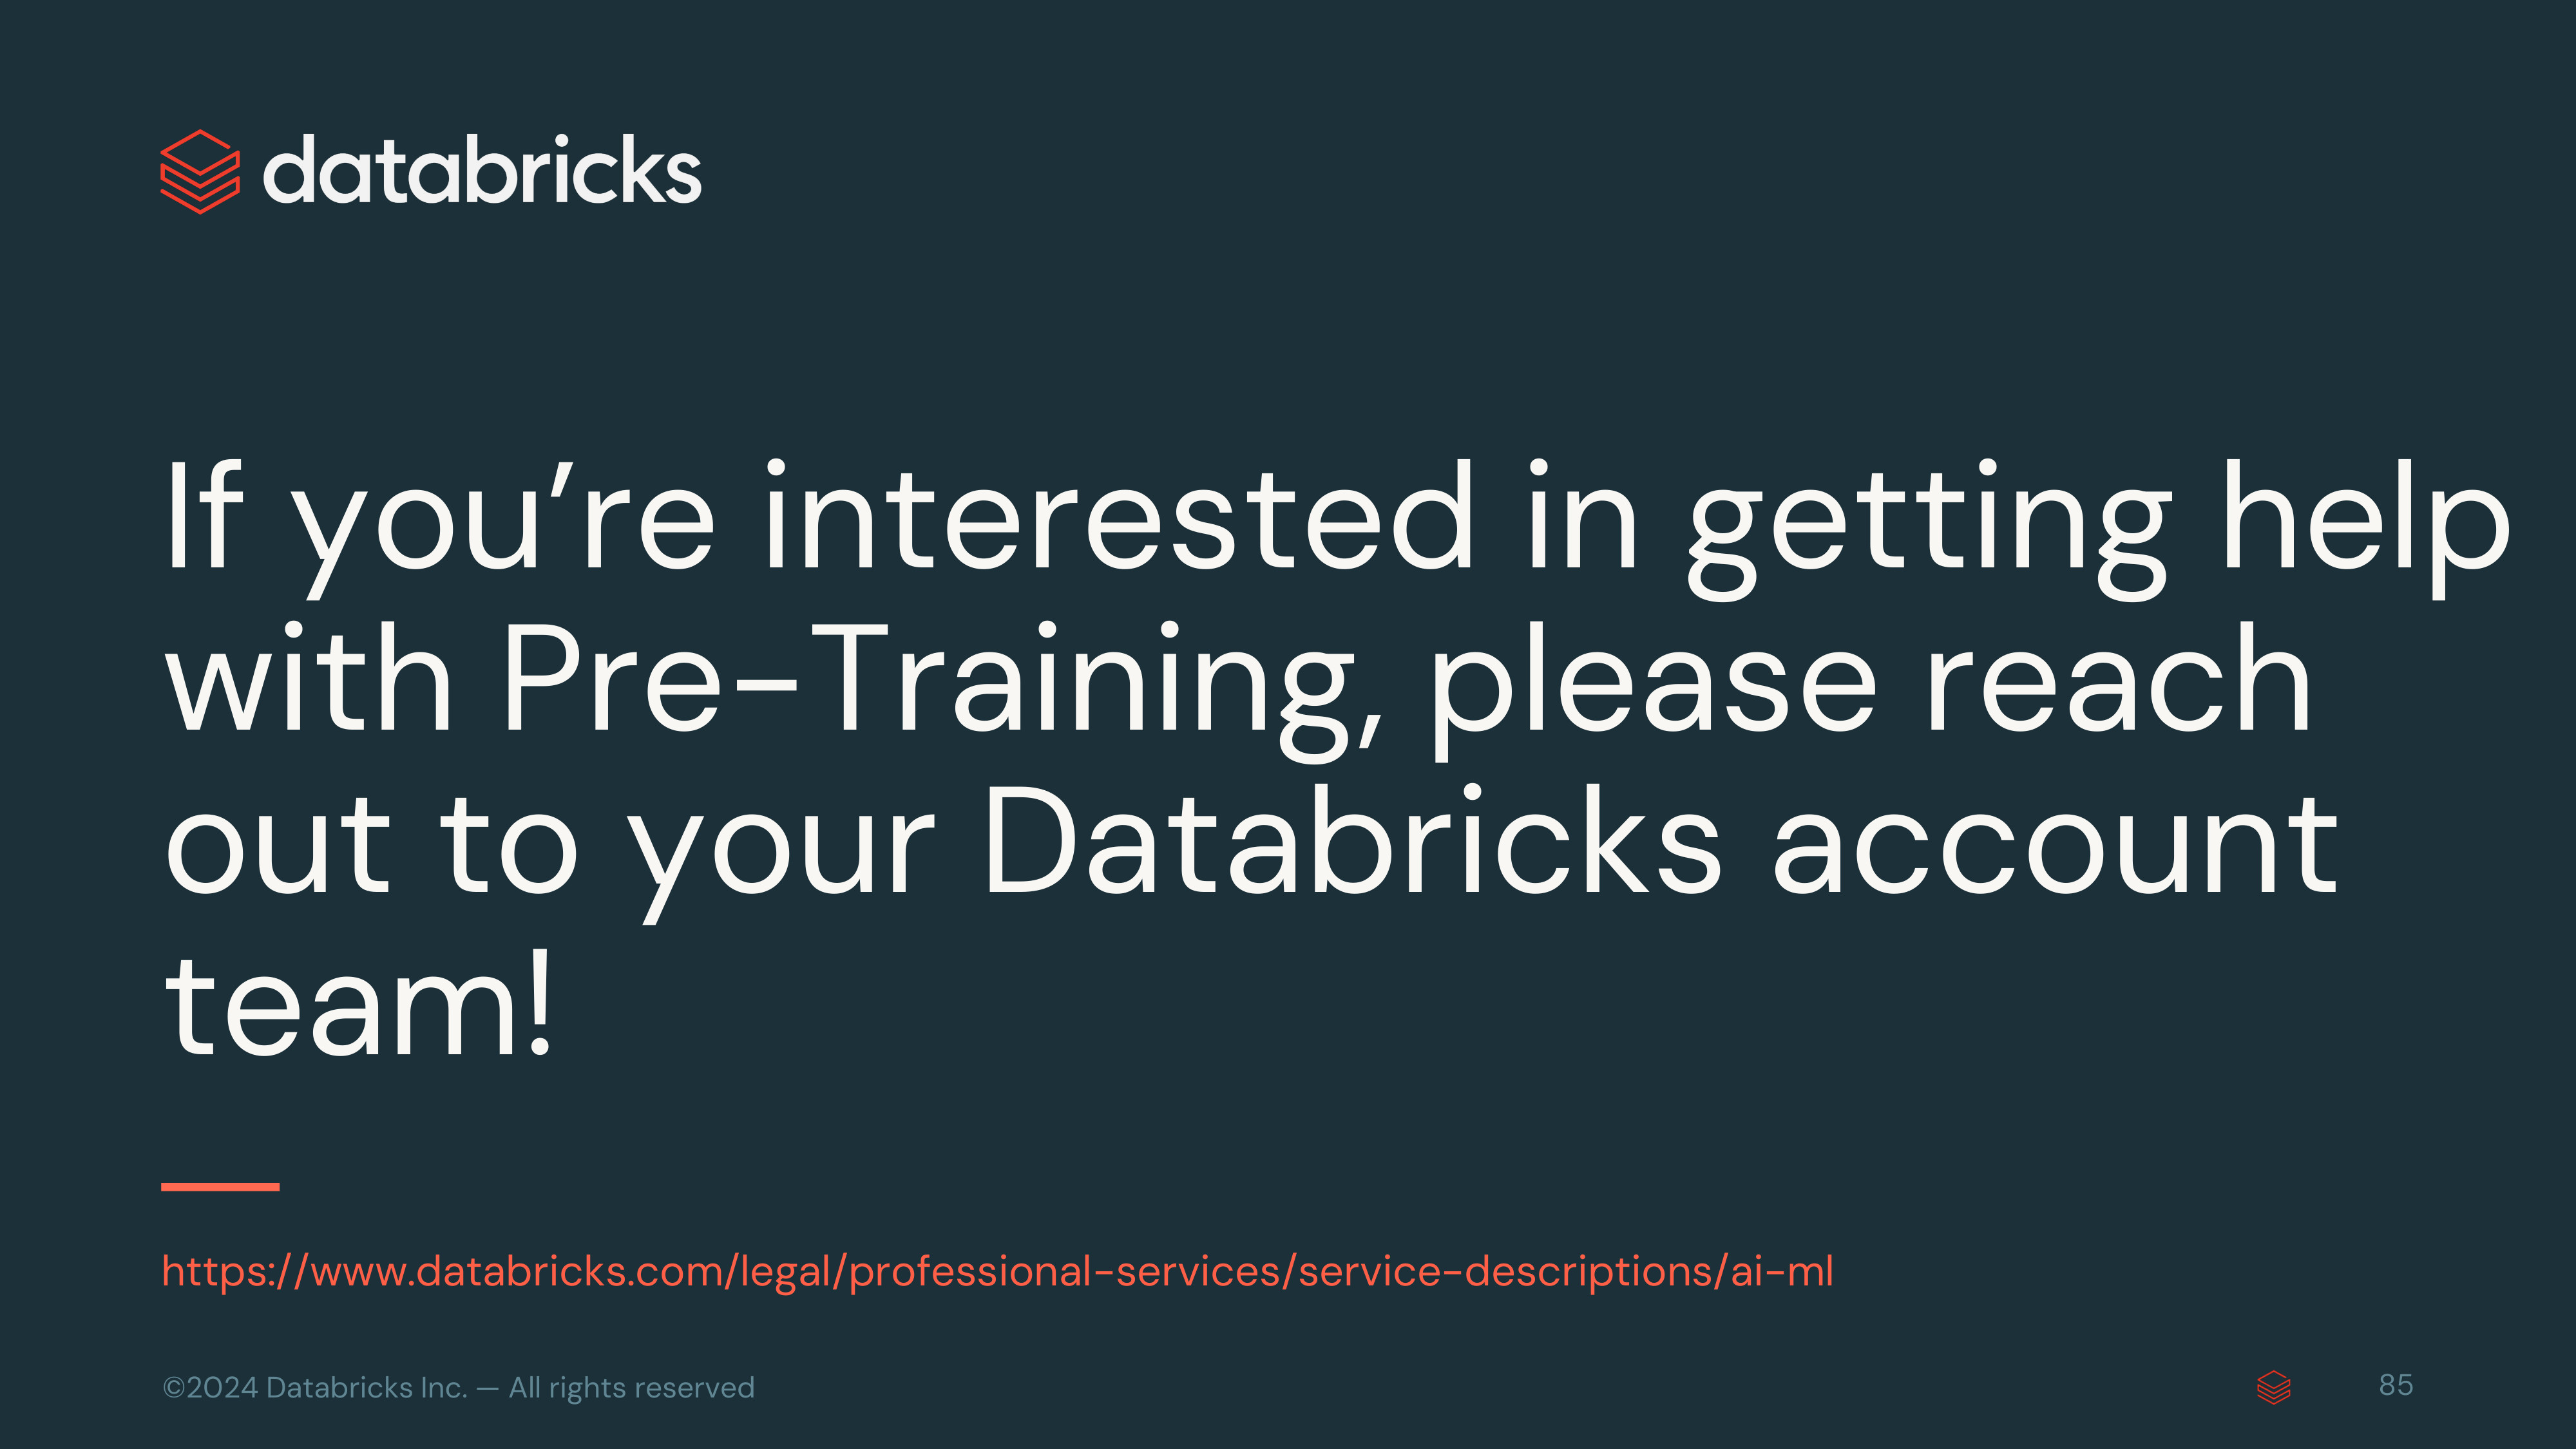 databricks
If you’re interested in getting help
with Pre-Training, please reach
out to your Databricks account
team!
https://www.databricks.com/legal/professional-services/service-descriptions/ai-ml
©2024 Databricks Inc. — All rights reserved
85